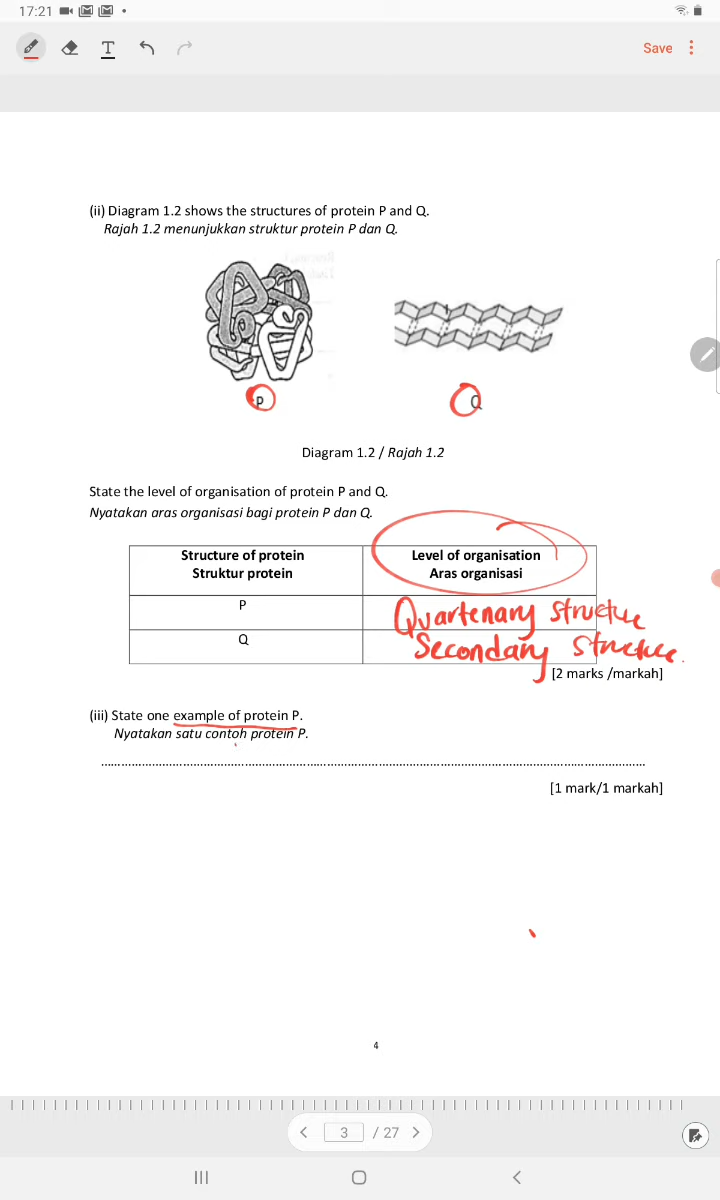 17:21
T
Save
(ii) Diagram 1.2 shows the structures of protein P and Q.
Rajah 1.2 menunjukkan struktur protein P dan Q.
P
Q
Diagram 1.2 / Rajah 1.2
State the level of organisation of protein P and Q.
Nyatakan aras organisasi bagi protein P dan Q.
Structure of protein
Struktur protein
Level of organisation
Aras organisasi
P
Quartenary structure
Q
Secondary structure.
[2 marks /markah]
(iii) State one example of protein P.
Nyatakan satu contoh protein P.
[1 mark/1 markah]
4
3 / 27